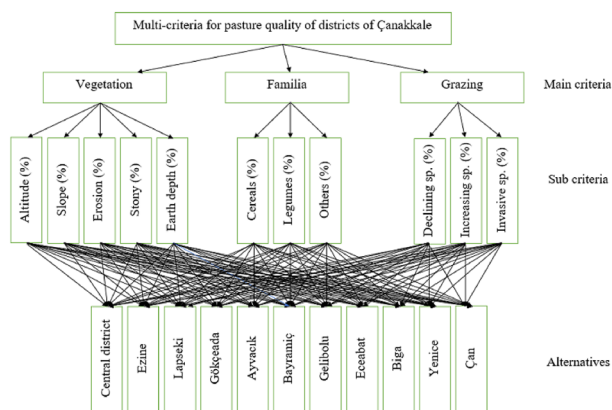 Multi-criteria for pasture quality of districts of Çanakkale
Vegetation
Familia
Grazing
Main criteria
Altitude (%)
Slope (%)
Erosion (%)
Stony (%)
Earth depth (%)
Cereals (%)
Legumes (%)
Others (%)
Declining sp. (%)
Increasing sp. (%)
Invasive sp. (%)
Sub criteria
Central district
Ezine
Lapseki
Gökçeada
Ayvacık
Bayramiç
Gelibolu
Eceabat
Biga
Yenice
Çan
Alternatives